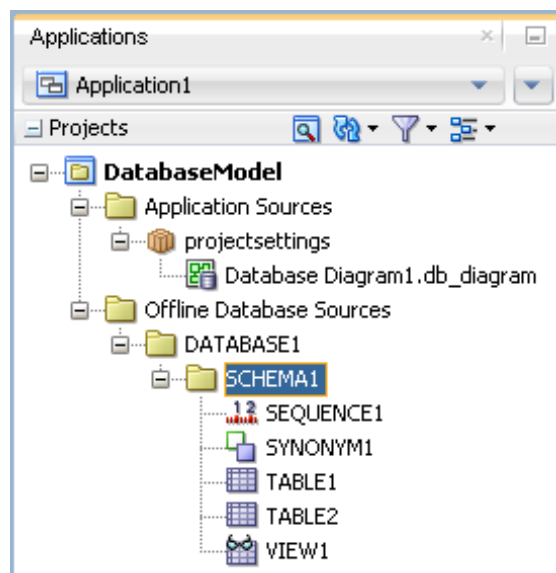 Applications
Application1
Projects
DatabaseModel
Application Sources
projectsettings
Database Diagram1.db_diagram
Offline Database Sources
DATABASE1
SCHEMA1
SEQUENCE1
SYNONYM1
TABLE1
TABLE2
VIEW1